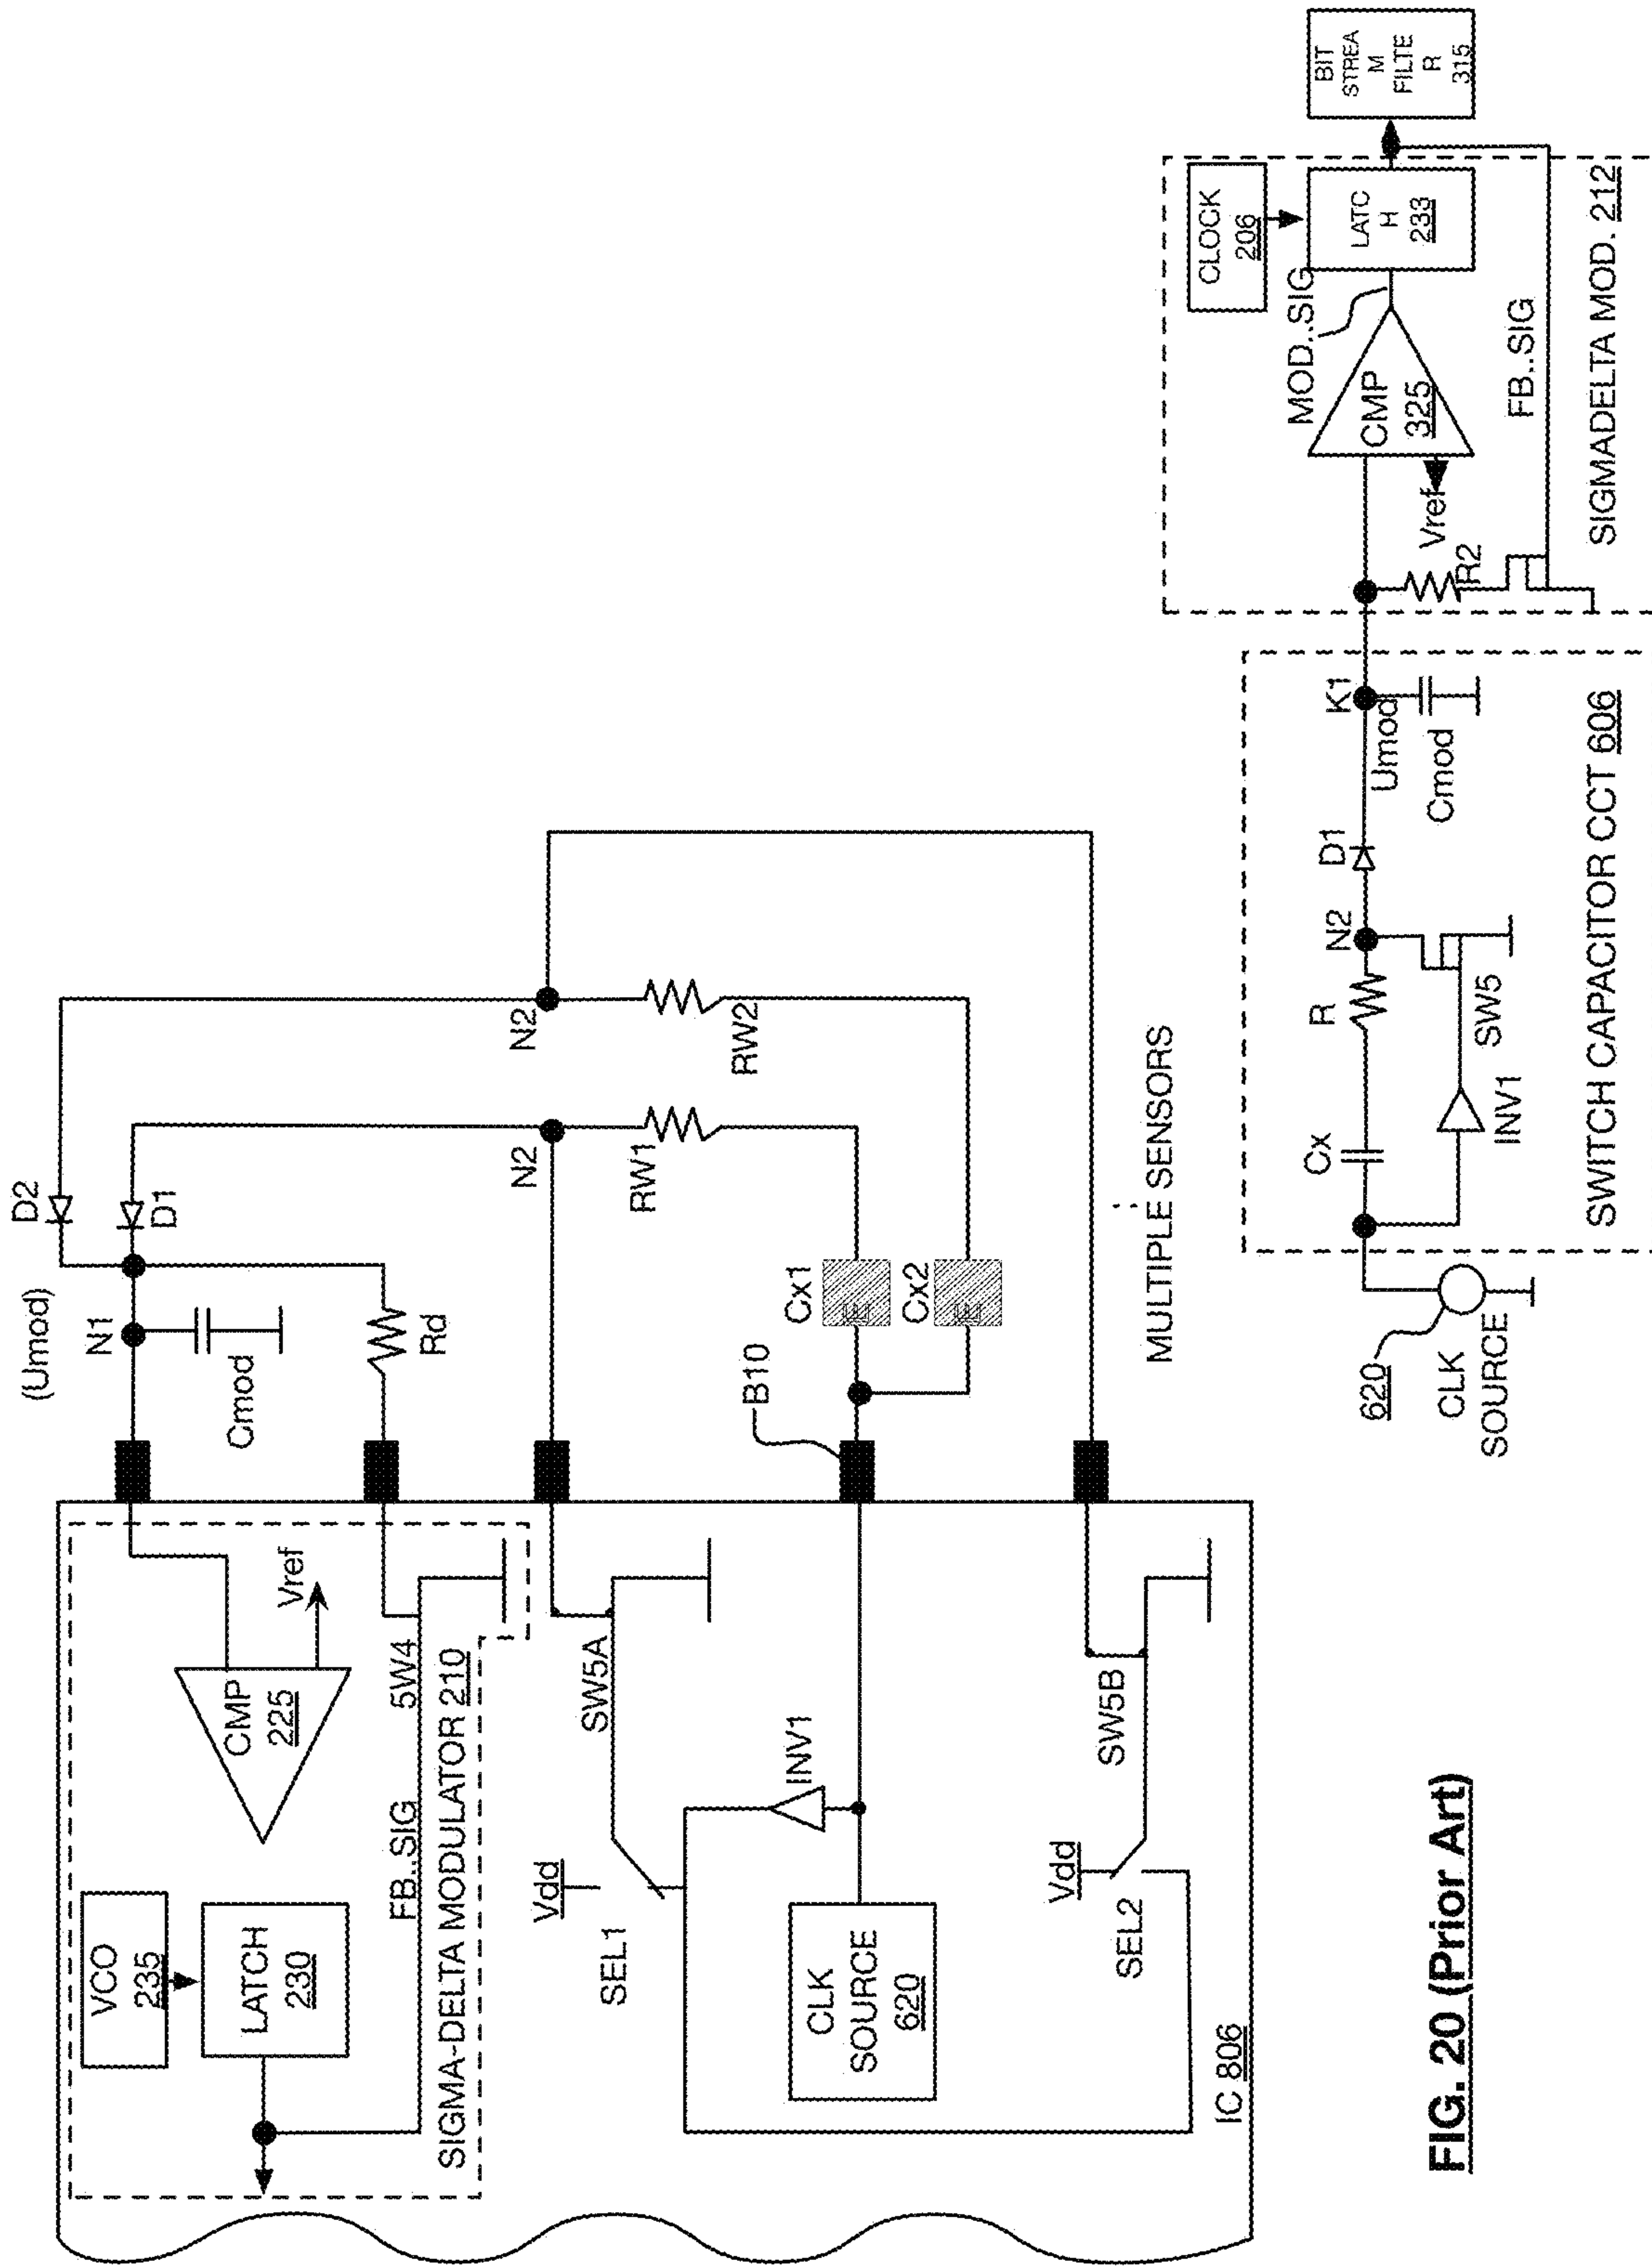 (Umod)
D2
N1
D1
Cmod
Rd
N2
N2
RW1
RW2
Cx1
Cx2
B10
MULTIPLE SENSORS
VCO
235
LATCH
230
CMP
225
Vref
FB..SIG
5W4
SIGMA-DELTA MODULATOR 210
Vdd
SEL1
SW5A
INV1
CLK
SOURCE
620
Vdd
SEL2
SW5B
IC 806
620
CLK
SOURCE
Cx
R
N2
D1
K1
Umod
Cmod
INV1
SW5
SWITCH CAPACITOR CCT 606
CLOCK
206
MOD..SIG
CMP
325
Vref
R2
LATC
H
233
FB..SIG
SIGMADELTA MOD. 212
BIT
STREA
M
FILTE
R
315
FIG. 20 (Prior Art)